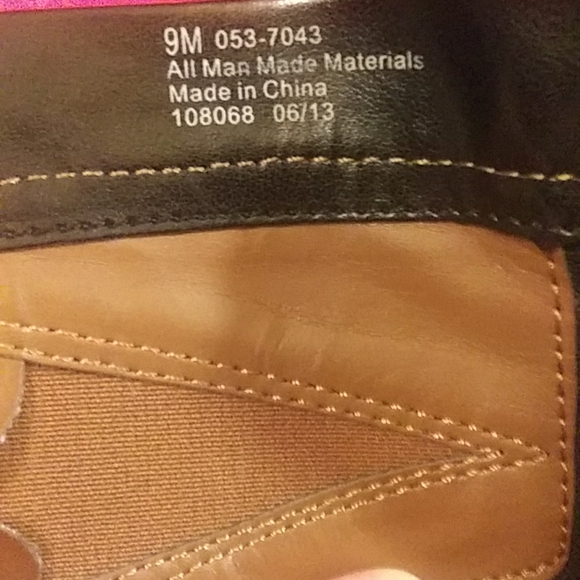 9M 053-7043
All Man Made Materials
Made in China
108068 06/13